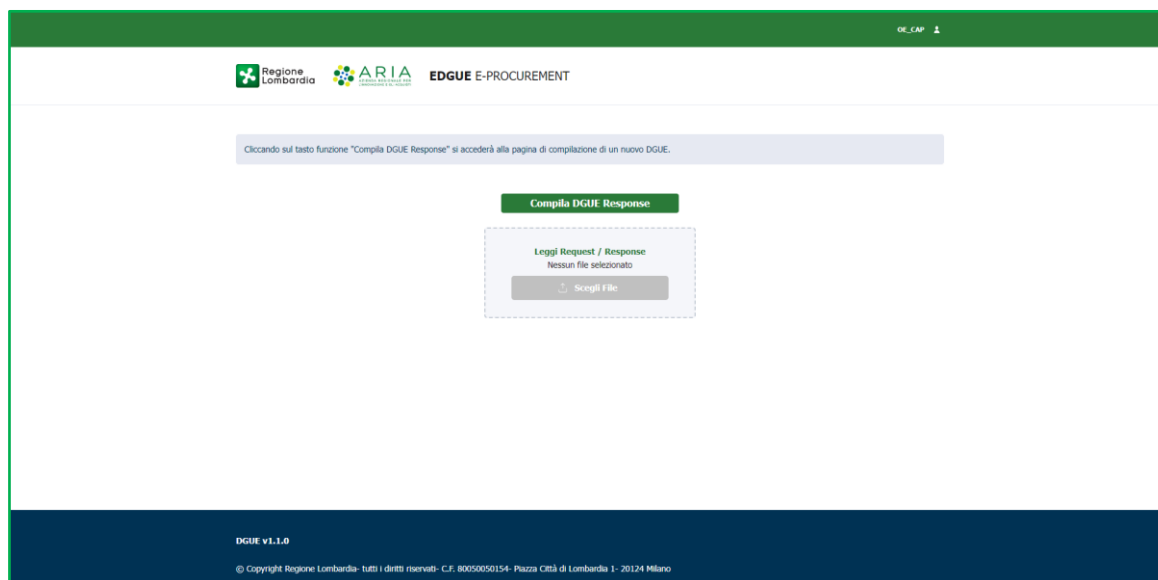 OE_CAP
Regione
Lombardia
ARIA
EDGUE E-PROCUREMENT
Cliccando sul tasto funzione "Compila DGUE Response" si accederà alla pagina di compilazione di un nuovo DGUE.
Compila DGUE Response
Leggi Request / Response
Nessun file selezionato
Scegli File
DGUE v1.1.0
© Copyright Regione Lombardia- tutti i diritti riservati- C.F. 80050050154- Piazza Città di Lombardia 1- 20124 Milano